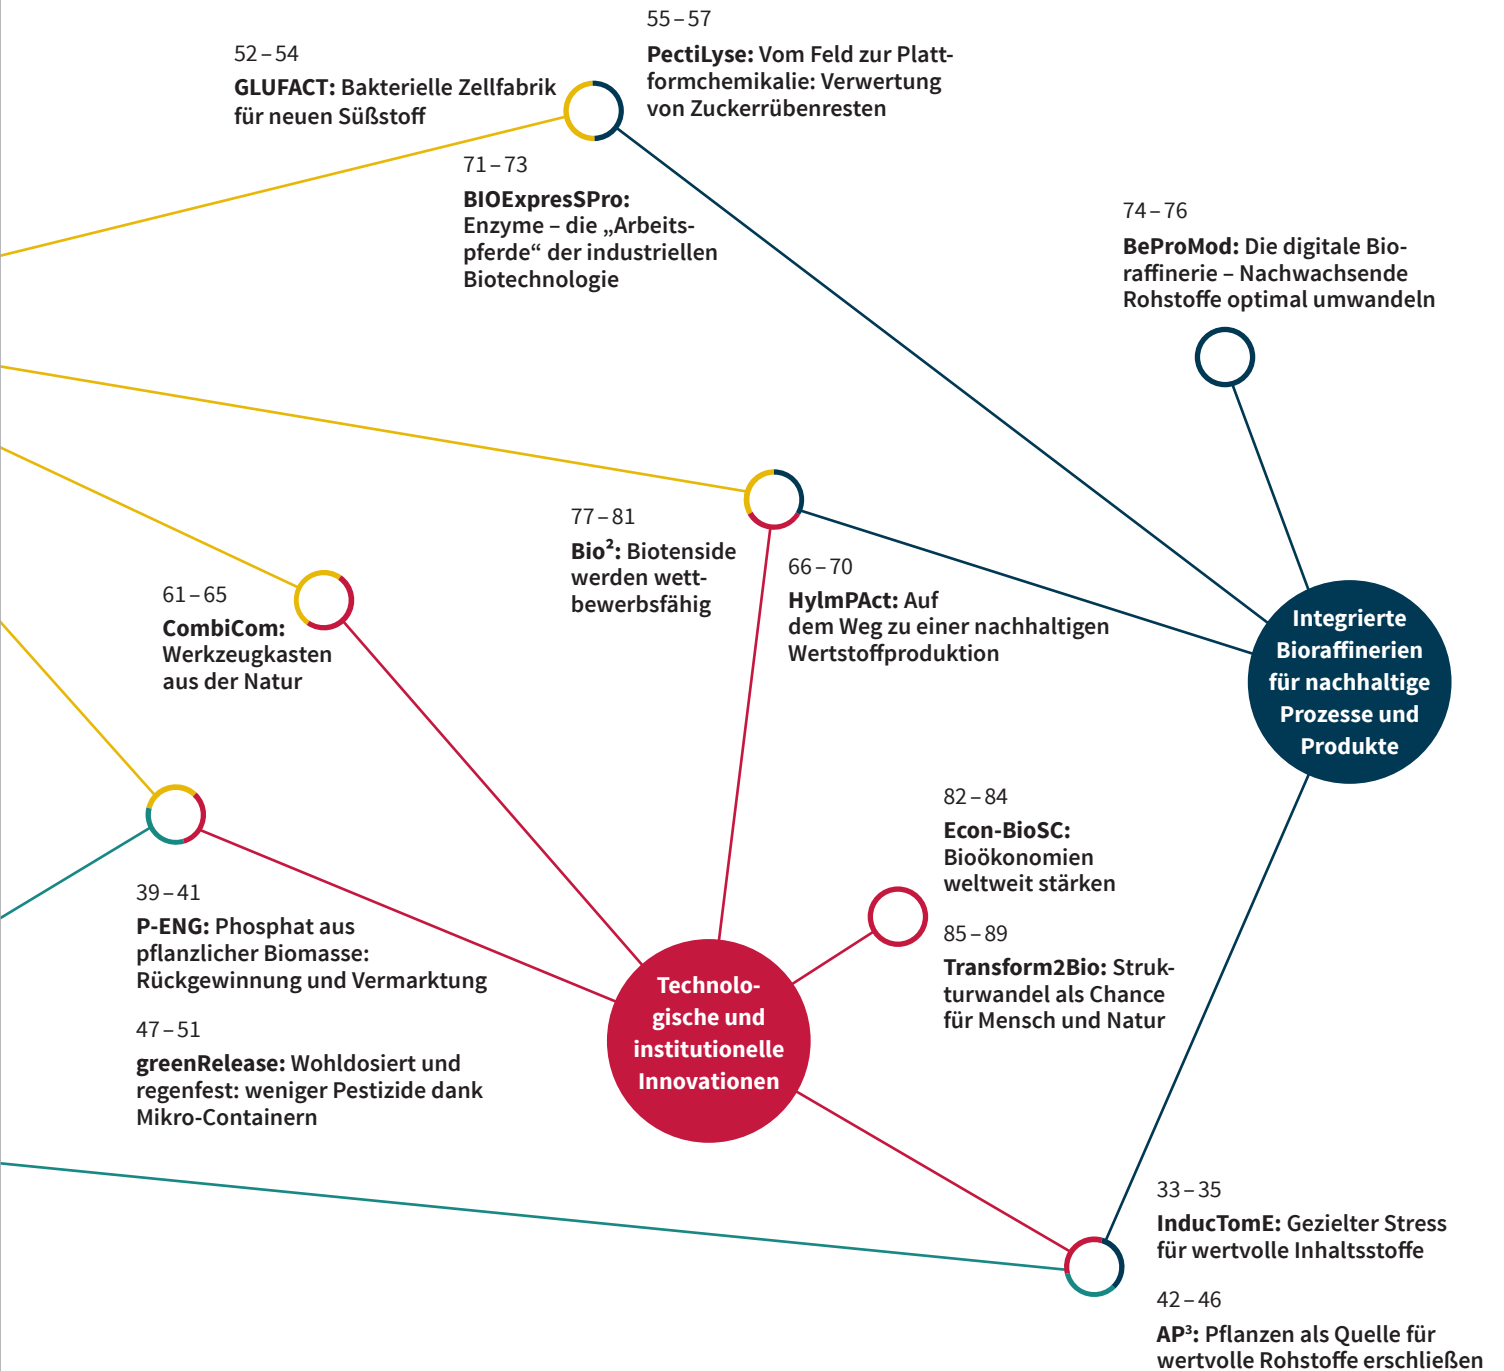 52 – 54
GLUFACT: Bakterielle Zellfabrik
für neuen Süßstoff
55 – 57
PectiLyse: Vom Feld zur Platt-
formchemikalie: Verwertung
von Zuckerrübenresten
71 – 73
BIOExpresSPro:
Enzyme – die „Arbeits-
pferde“ der industriellen
Biotechnologie
74 – 76
BeProMod: Die digitale Bio-
raffinerie – Nachwachsende
Rohstoffe optimal umwandeln
77 – 81
Bio²: Biotenside
werden wett-
bewerbsfähig
66 – 70
HylmPAct: Auf
dem Weg zu einer nachhaltigen
Wertstoffproduktion
61 – 65
CombiCom:
Werkzeugkasten
aus der Natur
Integrierte
Bioraffinerien
für nachhaltige
Prozesse und
Produkte
82 – 84
Econ-BioSC:
Bioökonomien
weltweit stärken
85 – 89
Transform2Bio: Struk-
turwandel als Chance
für Mensch und Natur
39 – 41
P-ENG: Phosphat aus
pflanzlicher Biomasse:
Rückgewinnung und Vermarktung
47 – 51
greenRelease: Wohldosiert und
regenfest: weniger Pestizide dank
Mikro-Containern
Technolo-
gische und
institutionelle
Innovationen
33 – 35
InducTomE: Gezielter Stress
für wertvolle Inhaltsstoffe
42 – 46
AP³: Pflanzen als Quelle für
wertvolle Rohstoffe erschließen